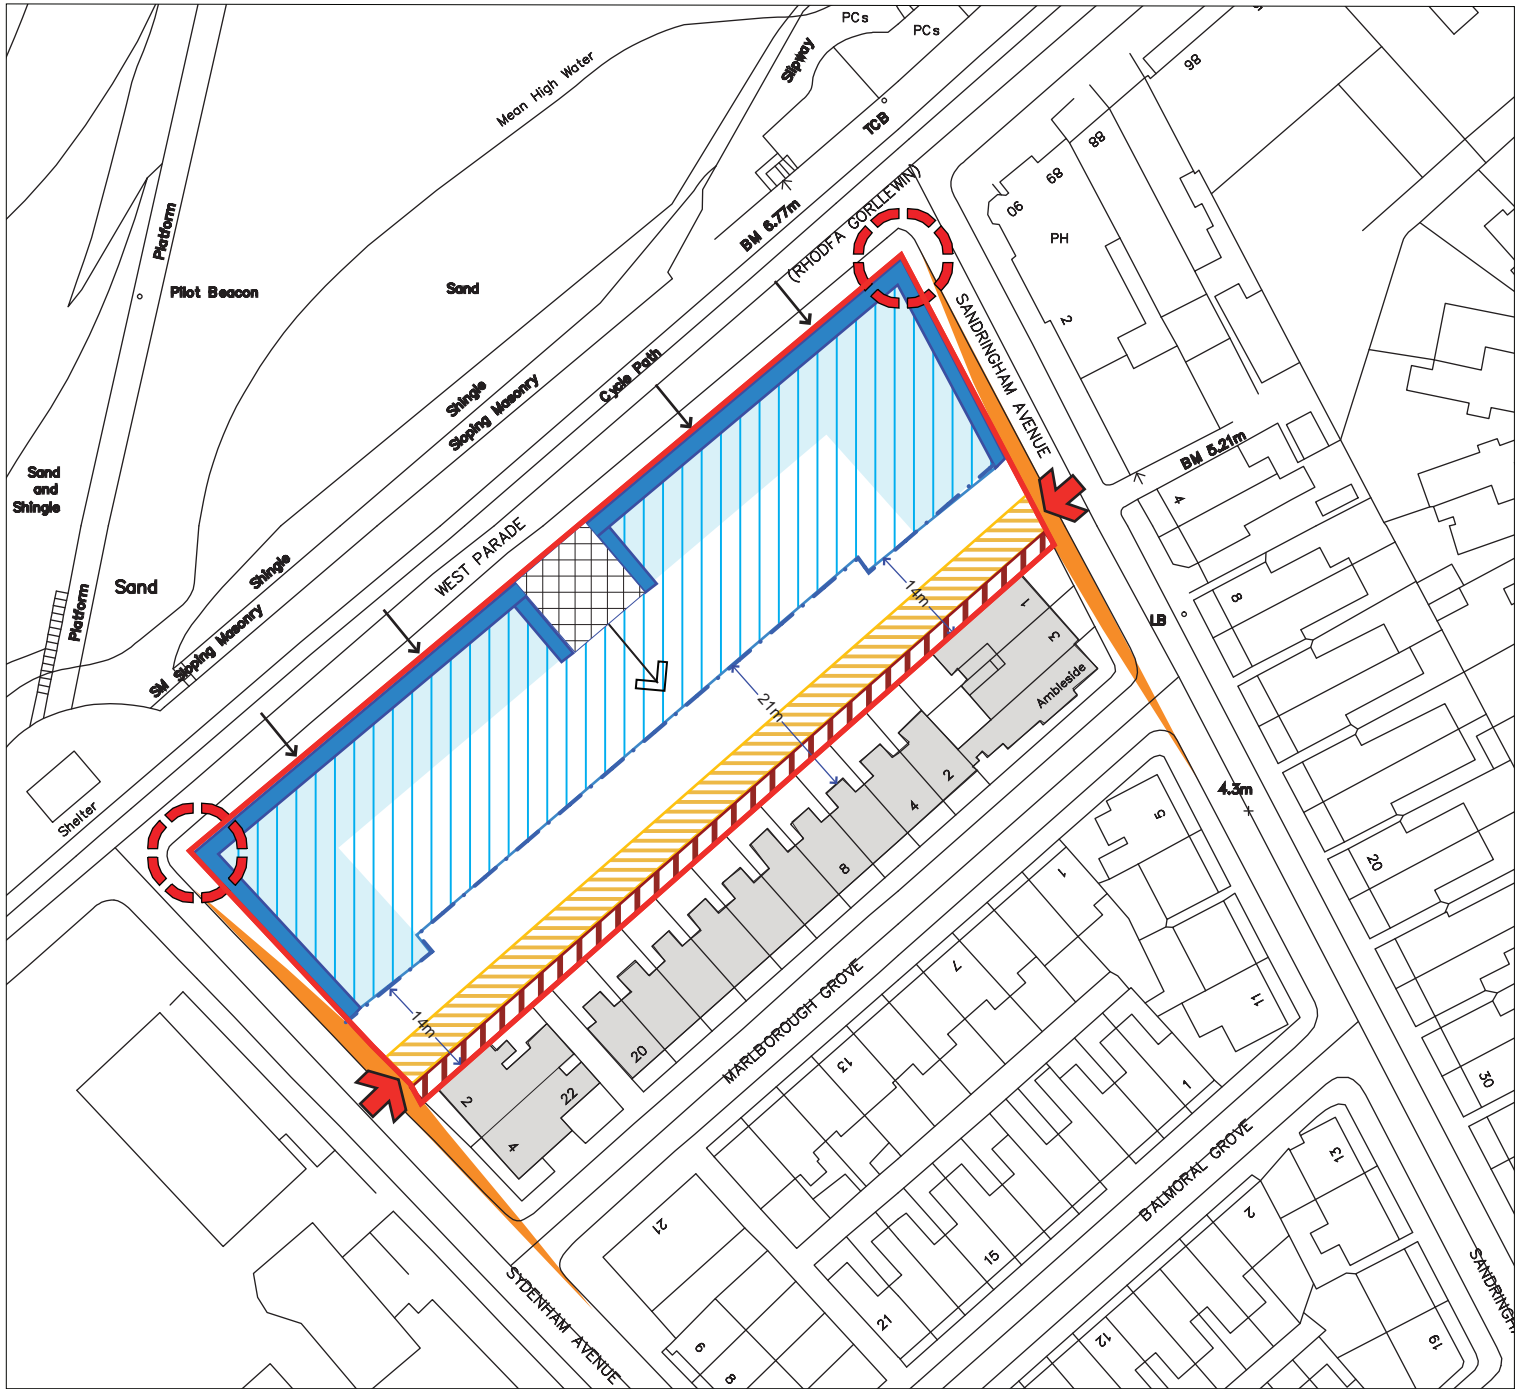 PCs
PCs
Slipway
Mean High Water
TCB
98
88
89
90
PH
2
Platform
Pilot Beacon
Sand
BM 6.77m
(RHODFA GORLLEWIN)
SANDRINGHAM AVENUE
Cycle Path
Shingle
Sloping Masonry
BM 5.21m
4
Sand
and
Shingle
WEST PARADE
Shingle
Sand
Platform
SM Sloping Masonry
14m
1
3
Ambleside
8
LB
21m
2
4
8
4.3m
5
20
Shelter
1
7
11
14m
20
MARLBOROUGH GROVE
13
2
22
4
1
30
BALMORAL GROVE
13
21
2
15
SYDENHAM AVENUE
21
12
19
9
8